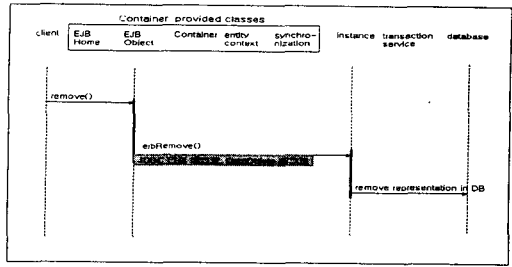 Container provided classes
client EJB Home EJB Object Container entity context synchro- nization instance transaction service database
remove()
ejbRemove()
remove representation in DB